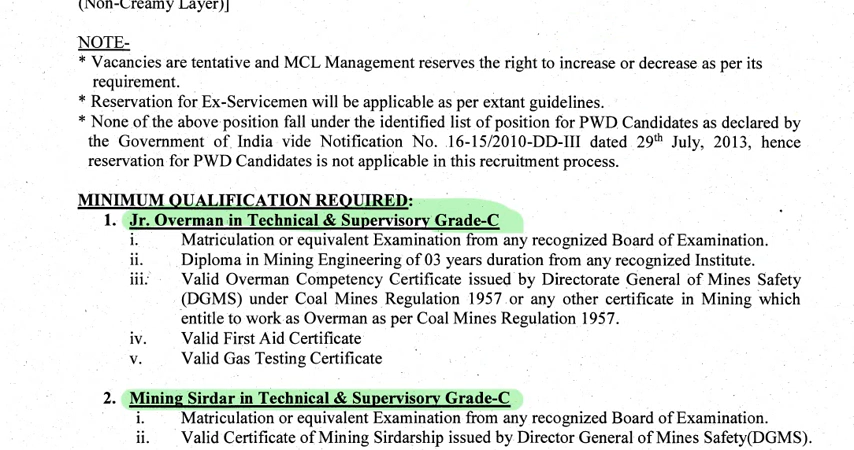 (Non-Creamy Layer)]
NOTE-
* Vacancies are tentative and MCL Management reserves the right to increase or decrease as per its
requirement.
* Reservation for Ex-Servicemen will be applicable as per extant guidelines.
* None of the above position fall under the identified list of position for PWD Candidates as declared by
the Government of India vide Notification No. 16-15/2010-DD-III dated 29th July, 2013, hence
reservation for PWD Candidates is not applicable in this recruitment process.
MINIMUM QUALIFICATION REQUIRED:
1. Jr. Overman in Technical & Supervisory Grade-C
i. Matriculation or equivalent Examination from any recognized Board of Examination.
ii. Diploma in Mining Engineering of 03 years duration from any recognized Institute.
iii. Valid Overman Competency Certificate issued by Directorate General of Mines Safety
(DGMS) under Coal Mines Regulation 1957 or any other certificate in Mining which
entitle to work as Overman as per Coal Mines Regulation 1957.
iv. Valid First Aid Certificate
v. Valid Gas Testing Certificate
2. Mining Sirdar in Technical & Supervisory Grade-C
i. Matriculation or equivalent Examination from any recognized Board of Examination.
ii. Valid Certificate of Mining Sirdarship issued by Director General of Mines Safety(DGMS).